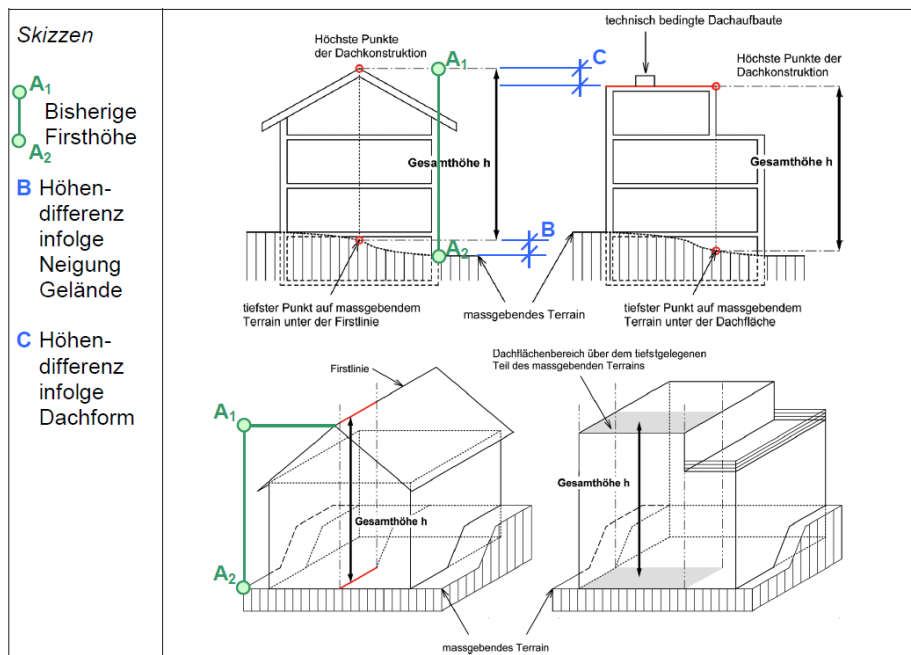 Skizzen
A1
Bisherige
Firsthöhe
A2
B Höhen-
differenz
infolge
Neigung
Gelände
C Höhen-
differenz
infolge
Dachform
Höchste Punkte
der Dachkonstruktion
A1
C
technisch bedingte Dachaufbaute
Höchste Punkte der
Dachkonstruktion
Gesamthöhe h
Gesamthöhe h
B
A2
tiefster Punkt auf massgebendem
Terrain unter der Firstlinie
massgebendes Terrain
tiefster Punkt auf massgebendem
Terrain unter der Dachfläche
Firstlinie
A1
Gesamthöhe h
A2
Dachflächenbereich über dem tiefstgelegenen
Teil des massgebenden Terrains
Gesamthöhe h
massgebendes Terrain